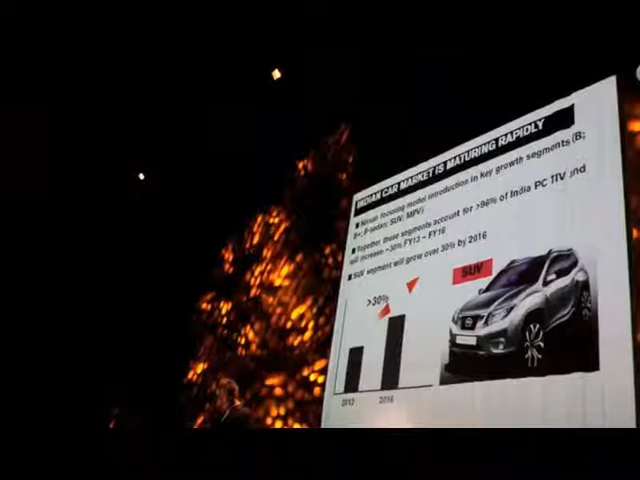 INDIAN CAR MARKET IS MATURING RAPIDLY
Nissan focusing model introduction in key growth segments (B;
B+; B-sedan; SUV; MPV)
Together these segments account for >96% of India PC TIV and
will increase ~30% FY13 – FY16
SUV segment will grow over 30% by 2016
SUV
>30%
2013 2016